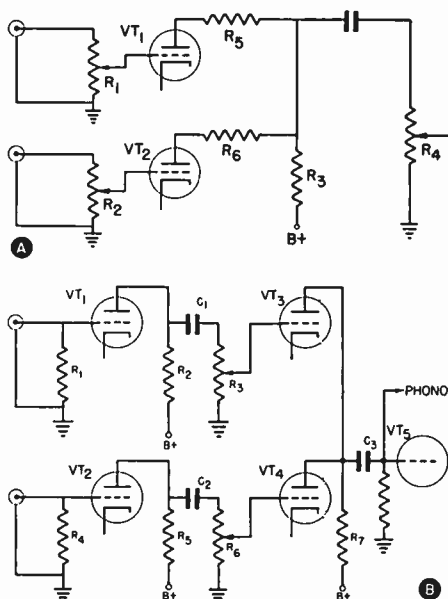 VT1
R5
R1
R4
VT2
R6
R2
R3
B+
A
VT1
C1
VT3
R1
R2
R3
PHONO
B+
VT5
VT2
C2
VT4
C3
R4
R5
R6
R7
B+
B+
B